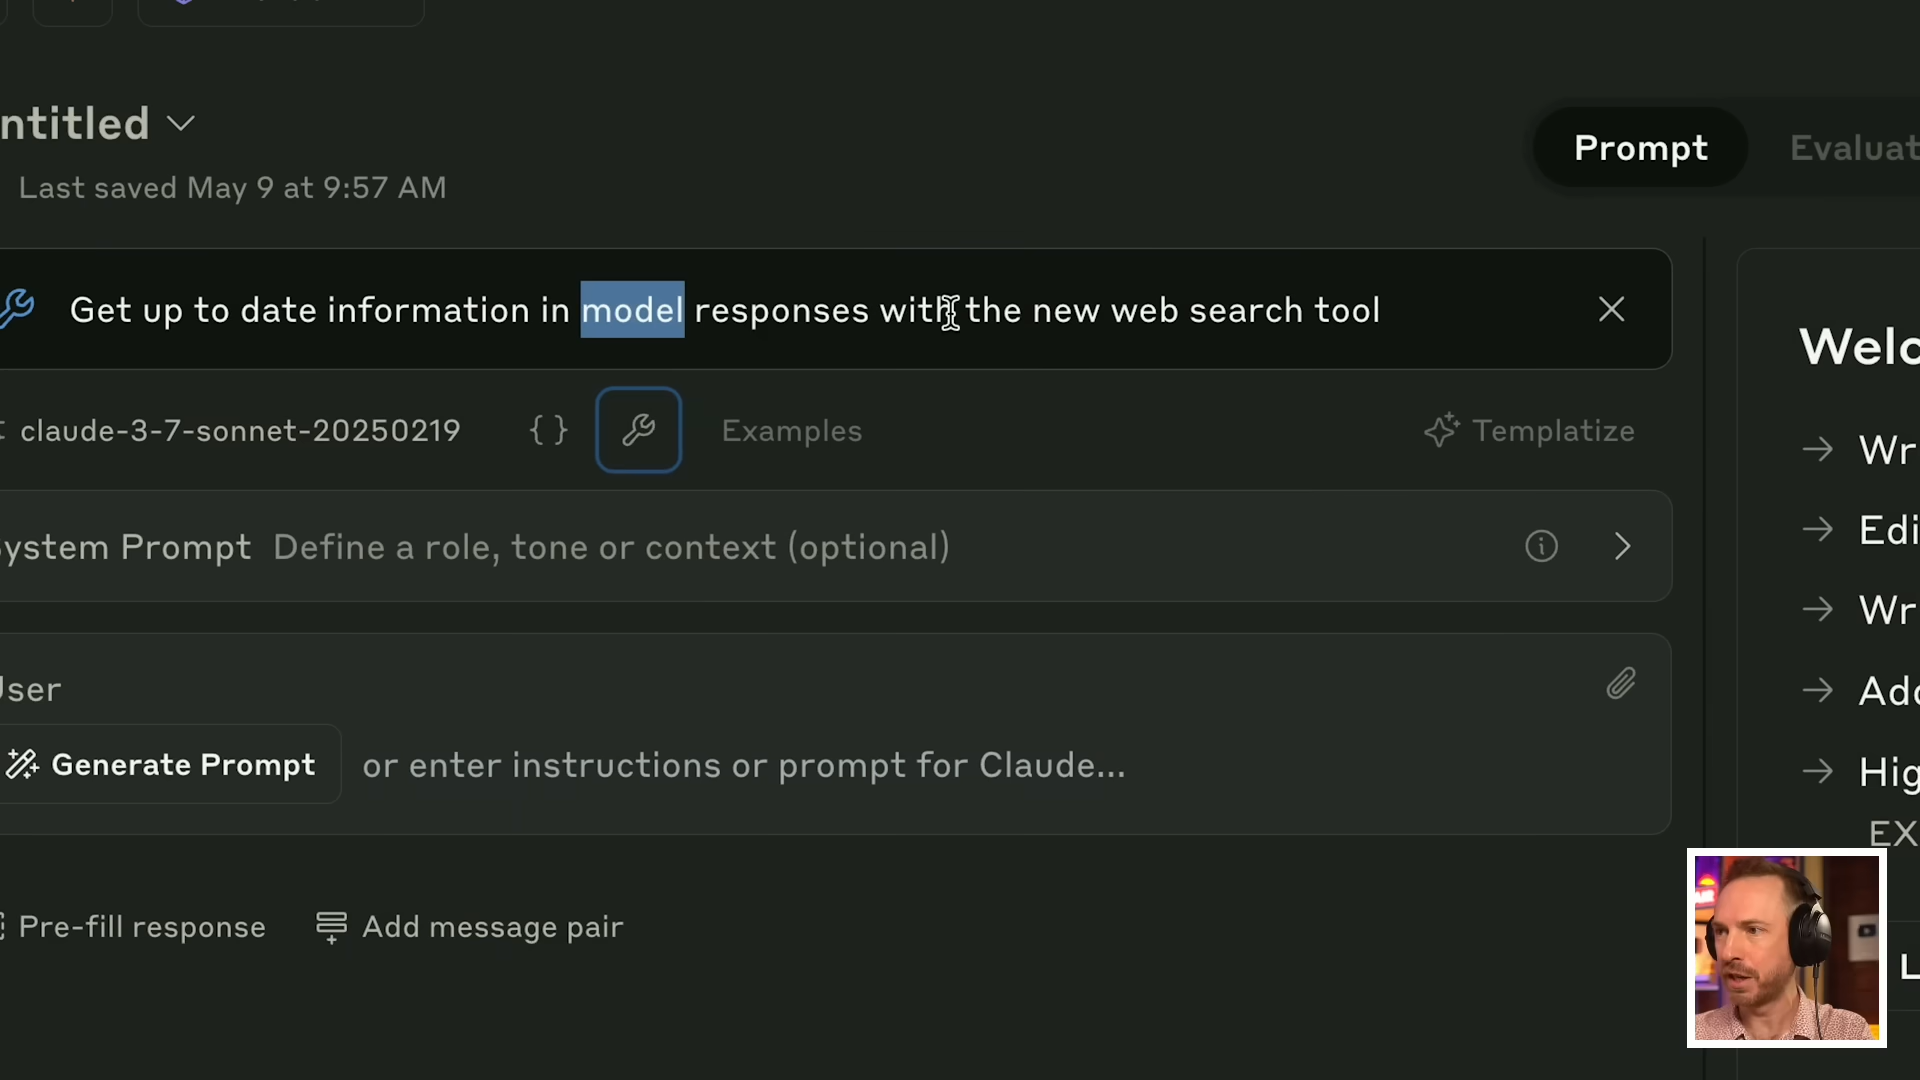 ntitled
Prompt
Evaluat
Last saved May 9 at 9:57 AM
Get up to date information in model responses with the new web search tool
Welc
claude-3-7-sonnet-20250219
{ }
Examples
Templatize
Wr
ystem Prompt Define a role, tone or context (optional)
Edi
Wr
User
Add
Generate Prompt or enter instructions or prompt for Claude...
Hig
EX
Pre-fill response
Add message pair
L